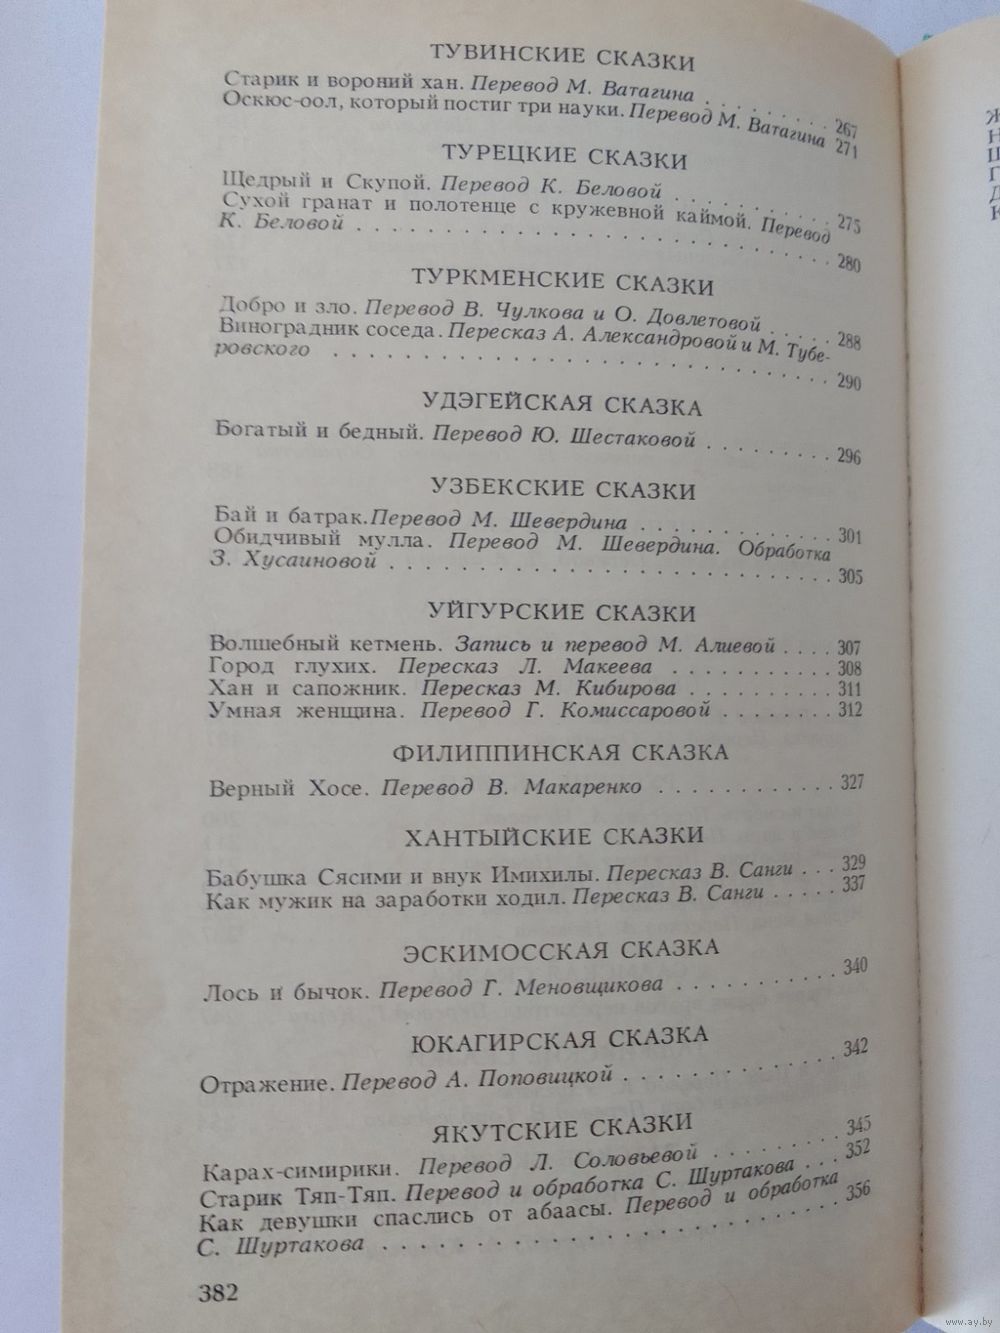 ТУВИНСКИЕ СКАЗКИ
Старик и вороний хан. Перевод М. Ватагина . . . . . . . . 267
Оскюс-оол, который постиг три науки. Перевод М. Ватагина 271
ТУРЕЦКИЕ СКАЗКИ
Щедрый и Скупой. Перевод К. Беловой . . . . . . . . . . . 275
Сухой гранат и полотенце с кружевной каймой. Перевод
К. Беловой . . . . . . . . . . . . . . . . . . . . . . . . . . . . 280
ТУРКМЕНСКИЕ СКАЗКИ
Добро и зло. Перевод В. Чулкова и О. Довлетовой . . . . . 288
Виноградник соседа. Пересказ А. Александровой и М. Тубе-
ровского . . . . . . . . . . . . . . . . . . . . . . . . . . . . . 290
УДЭГЕЙСКАЯ СКАЗКА
Богатый и бедный. Перевод Ю. Шестаковой . . . . . . . . . 296
УЗБЕКСКИЕ СКАЗКИ
Бай и батрак. Перевод М. Шевердина . . . . . . . . . . . . 301
Обидчивый мулла. Перевод М. Шевердина. Обработка
З. Хусаиновой . . . . . . . . . . . . . . . . . . . . . . . . . . 305
УЙГУРСКИЕ СКАЗКИ
Волшебный кетмень. Запись и перевод М. Алиевой . . . . 307
Город глухих. Пересказ Л. Макеева . . . . . . . . . . 308
Хан и сапожник. Пересказ М. Кибирова . . . . . . . . . 311
Умная женщина. Перевод Г. Комиссаровой . . . . . . . . 312
ФИЛИППИНСКАЯ СКАЗКА
Верный Хосе. Перевод В. Макаренко . . . . . . . . . . . 327
ХАНТЫЙСКИЕ СКАЗКИ
Бабушка Сясими и внук Имихилы. Пересказ В. Санги . . . 329
Как мужик на заработки ходил. Пересказ В. Санги . . . . . 337
ЭСКИМОССКАЯ СКАЗКА
Лось и бычок. Перевод Г. Меновщикова . . . . . . . . . . 340
ЮКАГИРСКАЯ СКАЗКА
Отражение. Перевод А. Поповицкой . . . . . . . . . . . . . 342
ЯКУТСКИЕ СКАЗКИ
Карах-симирики. Перевод Л. Соловьевой . . . . . . . . 345
Старик Тяп-Тяп. Перевод и обработка С. Шуртакова . . . 352
Как девушки спаслись от абаасы. Перевод и обработка
С. Шуртакова . . . . . . . . . . . . . . . . . . . . . . . . . . 356
382
www.ay.by